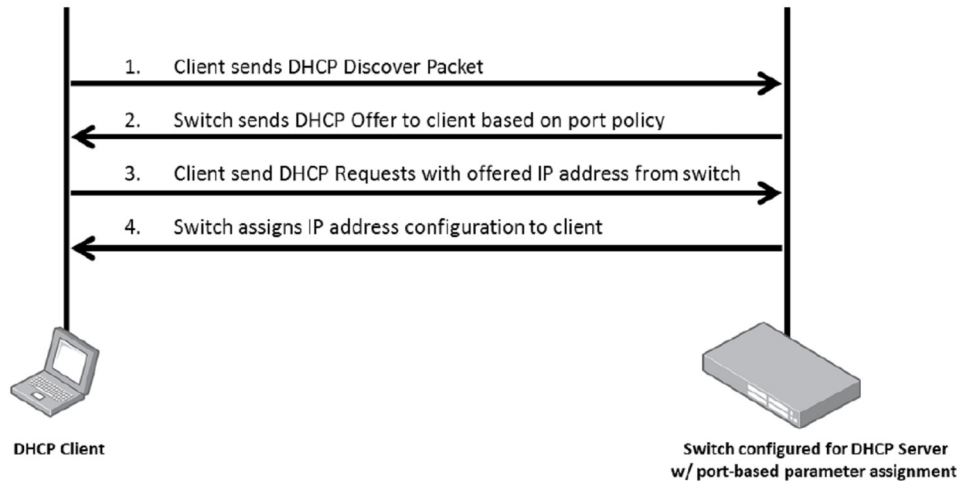 1. Client sends DHCP Discover Packet
2. Switch sends DHCP Offer to client based on port policy
3. Client send DHCP Requests with offered IP address from switch
4. Switch assigns IP address configuration to client
DHCP Client
Switch configured for DHCP Server
w/ port-based parameter assignment